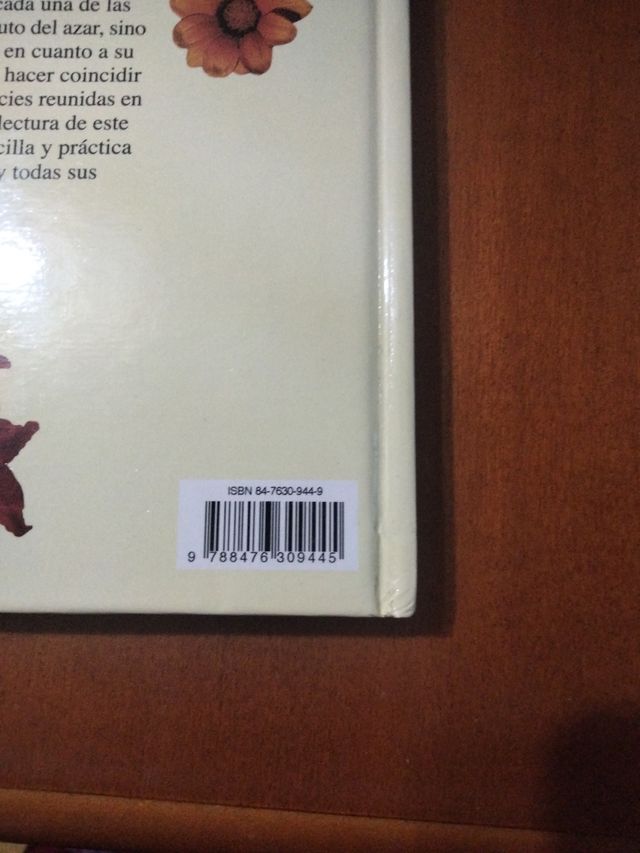 cada una de las
uto del azar, sino
en cuanto a su
hacer coincidir
cies reunidas en
lectura de este
cilla y práctica
y todas sus
ISBN 84-7630-944-9
9 788476 309445